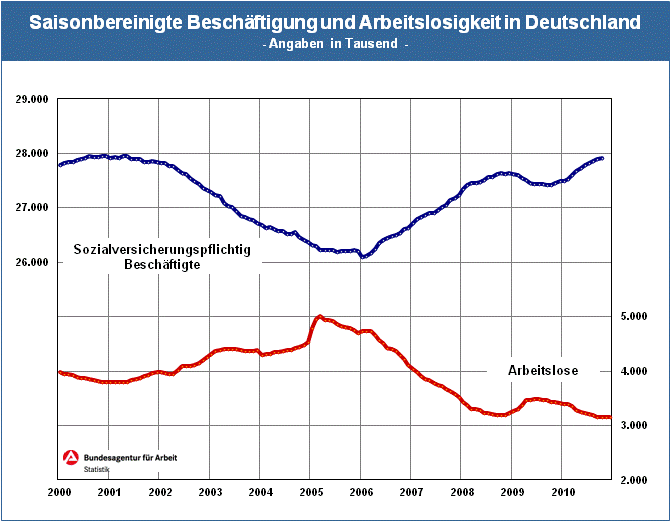 Saisonbereinigte Beschäftigung und Arbeitslosigkeit in Deutschland
- Angaben in Tausend -
29.000
28.000
27.000
26.000
Sozialversicherungspflichtig
Beschäftigte
5.000
4.000
3.000
2.000
Arbeitslose
Bundesagentur für Arbeit
Statistik
2000 2001 2002 2003 2004 2005 2006 2007 2008 2009 2010